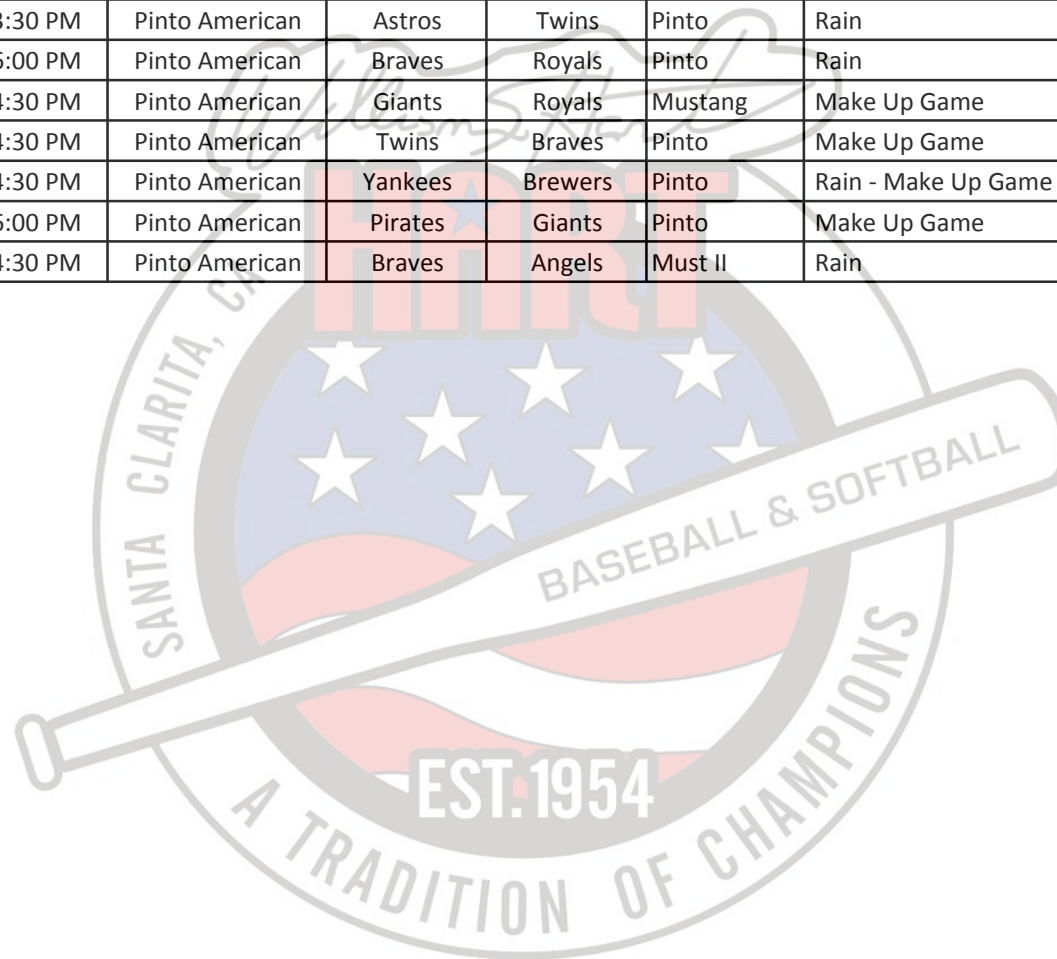 :30 PM Pinto American Astros Twins Pinto Rain
:00 PM Pinto American Braves Royals Pinto Rain
:30 PM Pinto American Giants Royals Mustang Make Up Game
:30 PM Pinto American Twins Braves Pinto Make Up Game
:30 PM Pinto American Yankees Brewers Pinto Rain - Make Up Game
:00 PM Pinto American Pirates Giants Pinto Make Up Game
:30 PM Pinto American Braves Angels Must II Rain
William S. Hart
HART
SANTA CLARITA, CA
BASEBALL & SOFTBALL
EST. 1954
A TRADITION OF CHAMPIONS